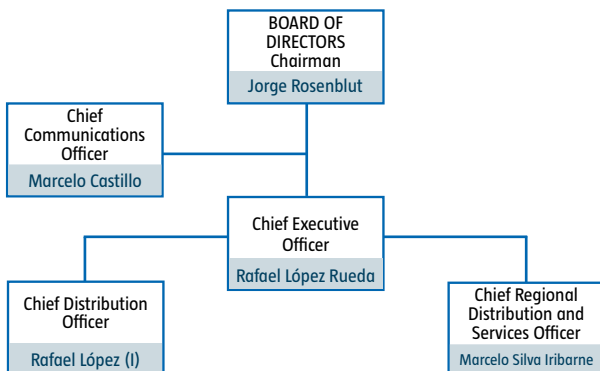 BOARD OF
DIRECTORS
Chairman
Jorge Rosenblut
Chief
Communications
Officer
Marcelo Castillo
Chief Executive
Officer
Rafael López Rueda
Chief Distribution
Officer
Rafael López (I)
Chief Regional
Distribution and
Services Officer
Marcelo Silva Iribarne